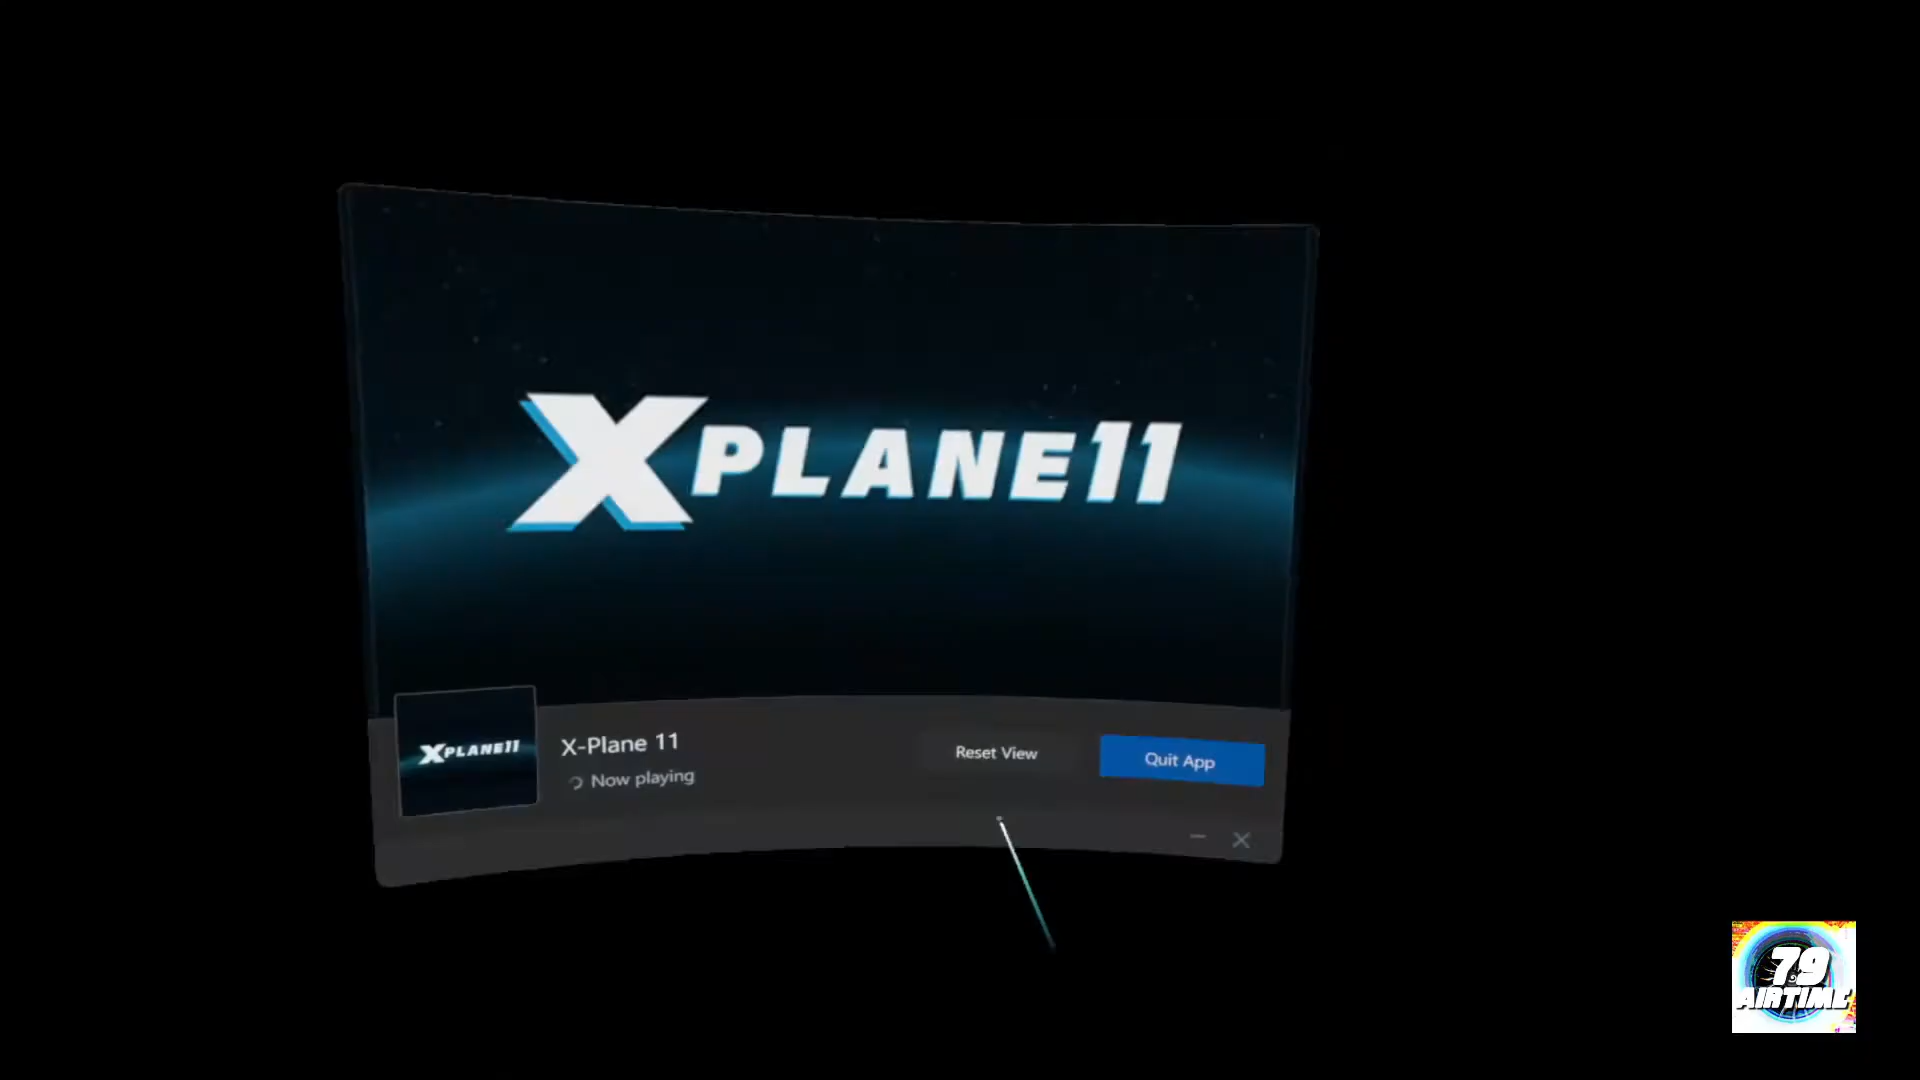 XPLANE11
XPLANE11
X-Plane 11
Now playing
Reset View
Quit App
79
AIRTIME